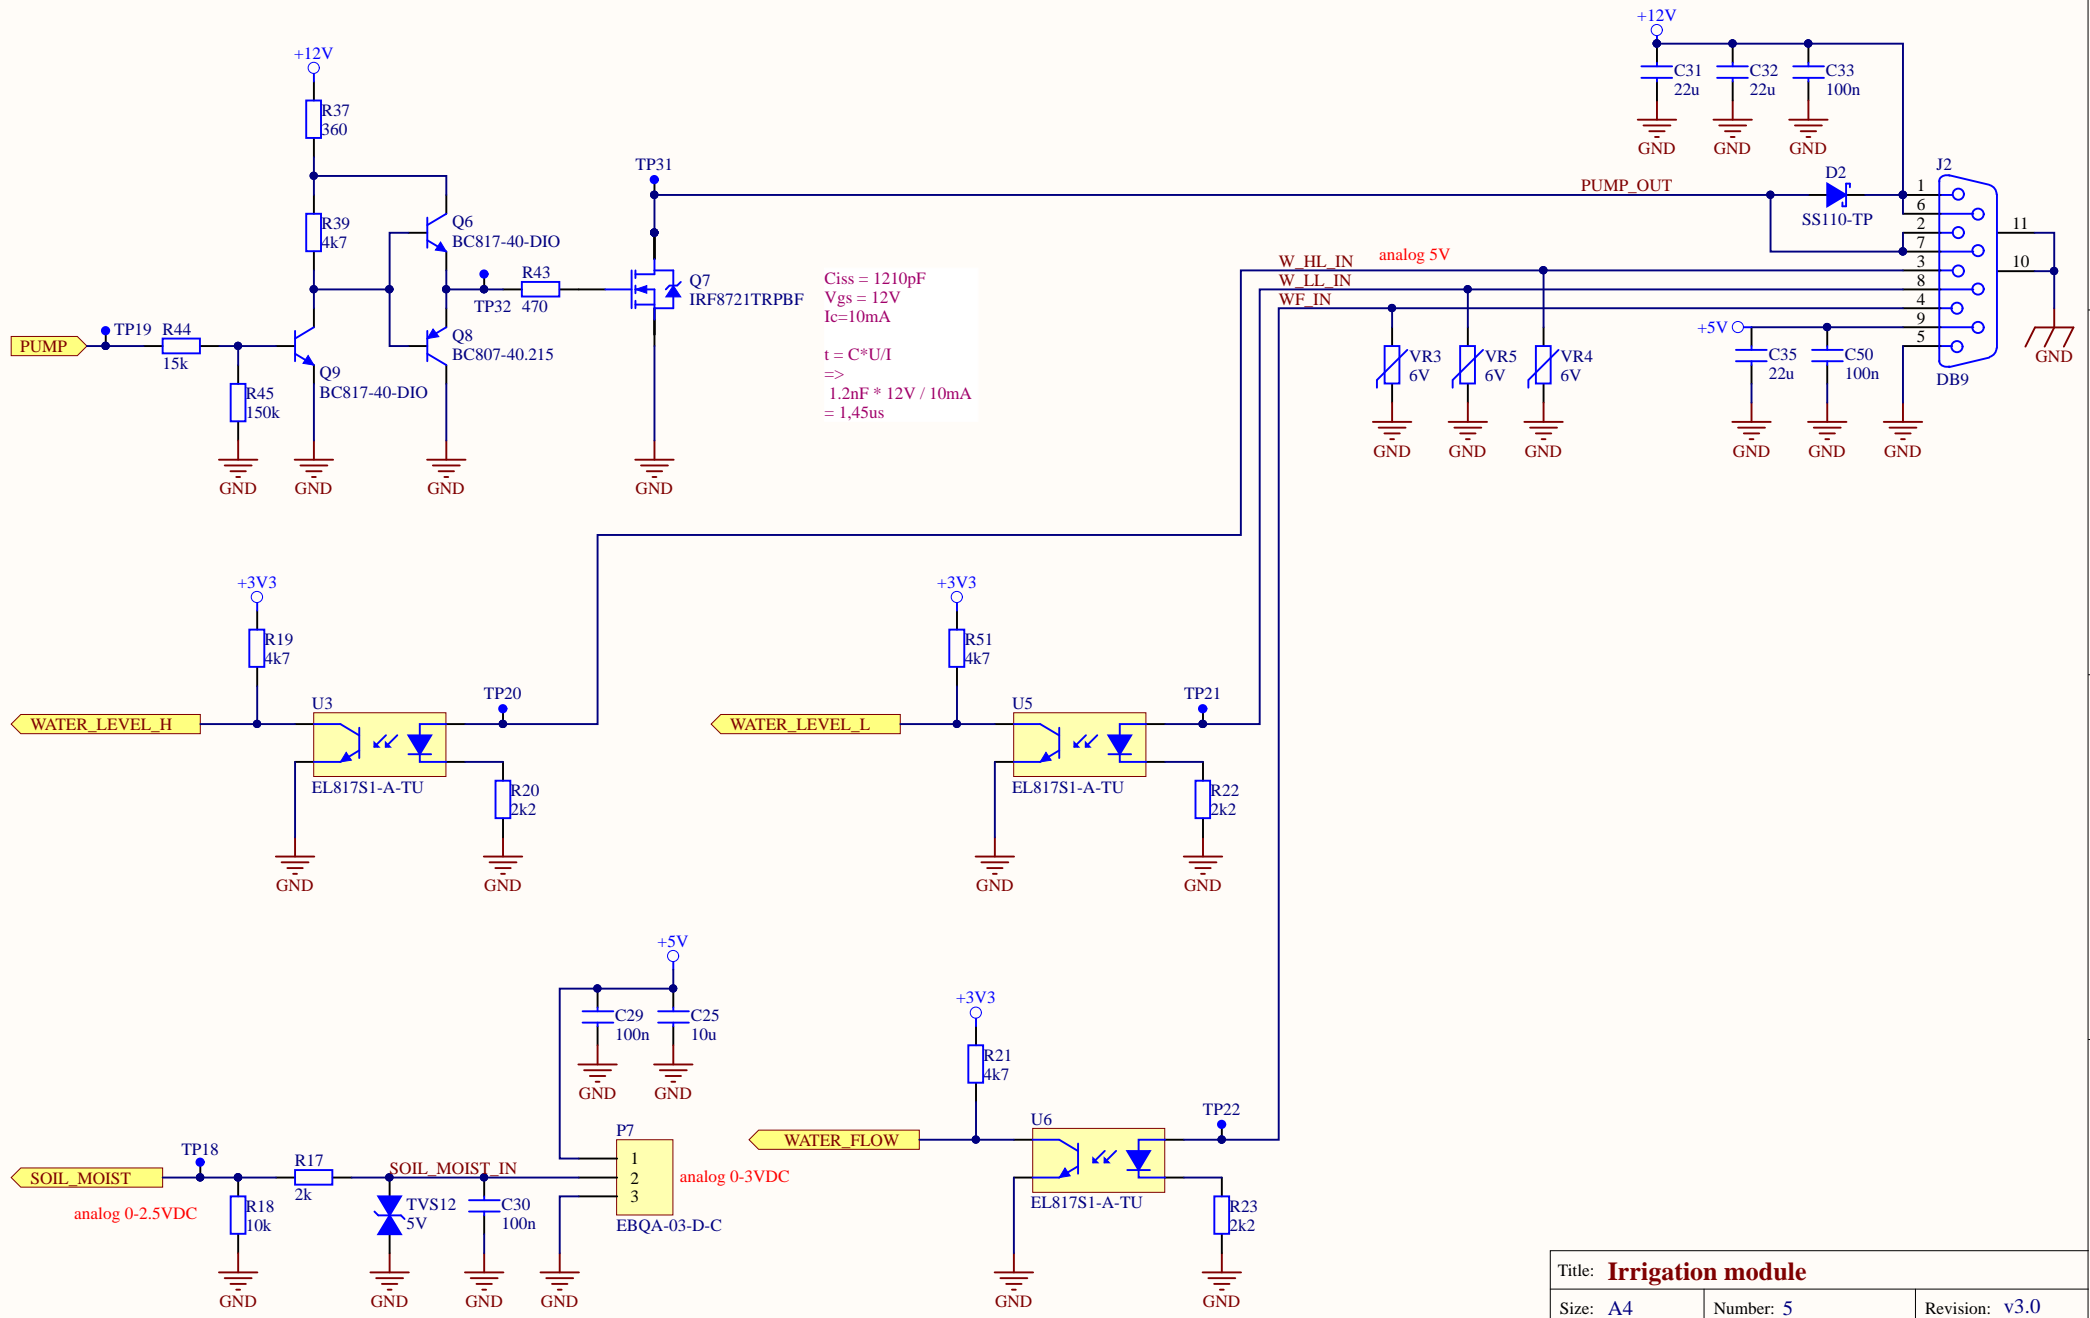 +12V
R37
360
R39
4k7
Q6
BC817-40-DIO
TP31
TP32
R43
470
Q7
IRF8721TRPBF
Q8
BC807-40.215
PUMP
TP19
R44
15k
R45
150k
Q9
BC817-40-DIO
GND
GND
GND
GND
Ciss = 1210pF
Vgs = 12V
Ic=10mA
t = C*U/I
=>
1.2nF * 12V / 10mA
= 1,45us
+12V
C31
22u
C32
22u
C33
100n
GND
GND
GND
PUMP_OUT
D2
SS110-TP
J2
1
6
2
7
3
8
4
9
5
11
10
DB9
GND
W_HL_IN
analog 5V
W_LL_IN
WF_IN
VR3
6V
VR5
6V
VR4
6V
GND
GND
GND
+5V
C35
22u
C50
100n
GND
GND
GND
+3V3
R19
4k7
WATER_LEVEL_H
U3
EL817S1-A-TU
TP20
R20
2k2
GND
GND
+3V3
R51
4k7
WATER_LEVEL_L
U5
EL817S1-A-TU
TP21
R22
2k2
GND
GND
+5V
C29
100n
C25
10u
GND
GND
SOIL_MOIST
analog 0-2.5VDC
TP18
R18
10k
R17
2k
SOIL_MOIST_IN
TVS12
5V
C30
100n
P7
1
2
3
analog 0-3VDC
EBQA-03-D-C
GND
GND
GND
GND
+3V3
R21
4k7
WATER_FLOW
U6
EL817S1-A-TU
TP22
R23
2k2
GND
GND
Title: Irrigation module
Size: A4
Number: 5
Revision: v3.0